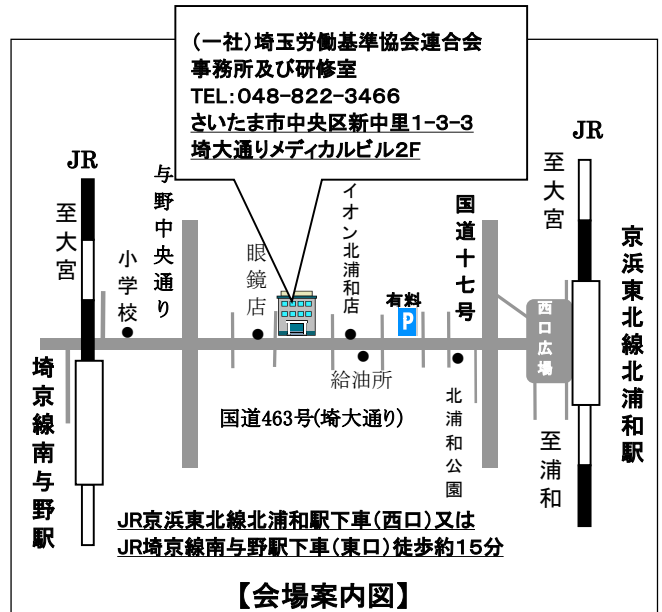 (一社)埼玉労働基準協会連合会
事務所及び研修室
TEL:048-822-3466
さいたま市中央区新中里1-3-3
埼大通りメディカルビル2F
JR
至大宮
小学校
与野中央通り
眼鏡店
イオン北浦和店
有料
P
国道十七号
JR
至大宮
西口広場
京浜東北線北浦和駅
埼京線南与野駅
給油所
国道463号(埼大通り)
北浦和公園
至浦和
JR京浜東北線北浦和駅下車(西口)又は
JR埼京線南与野駅下車(東口)徒歩約15分
【会場案内図】